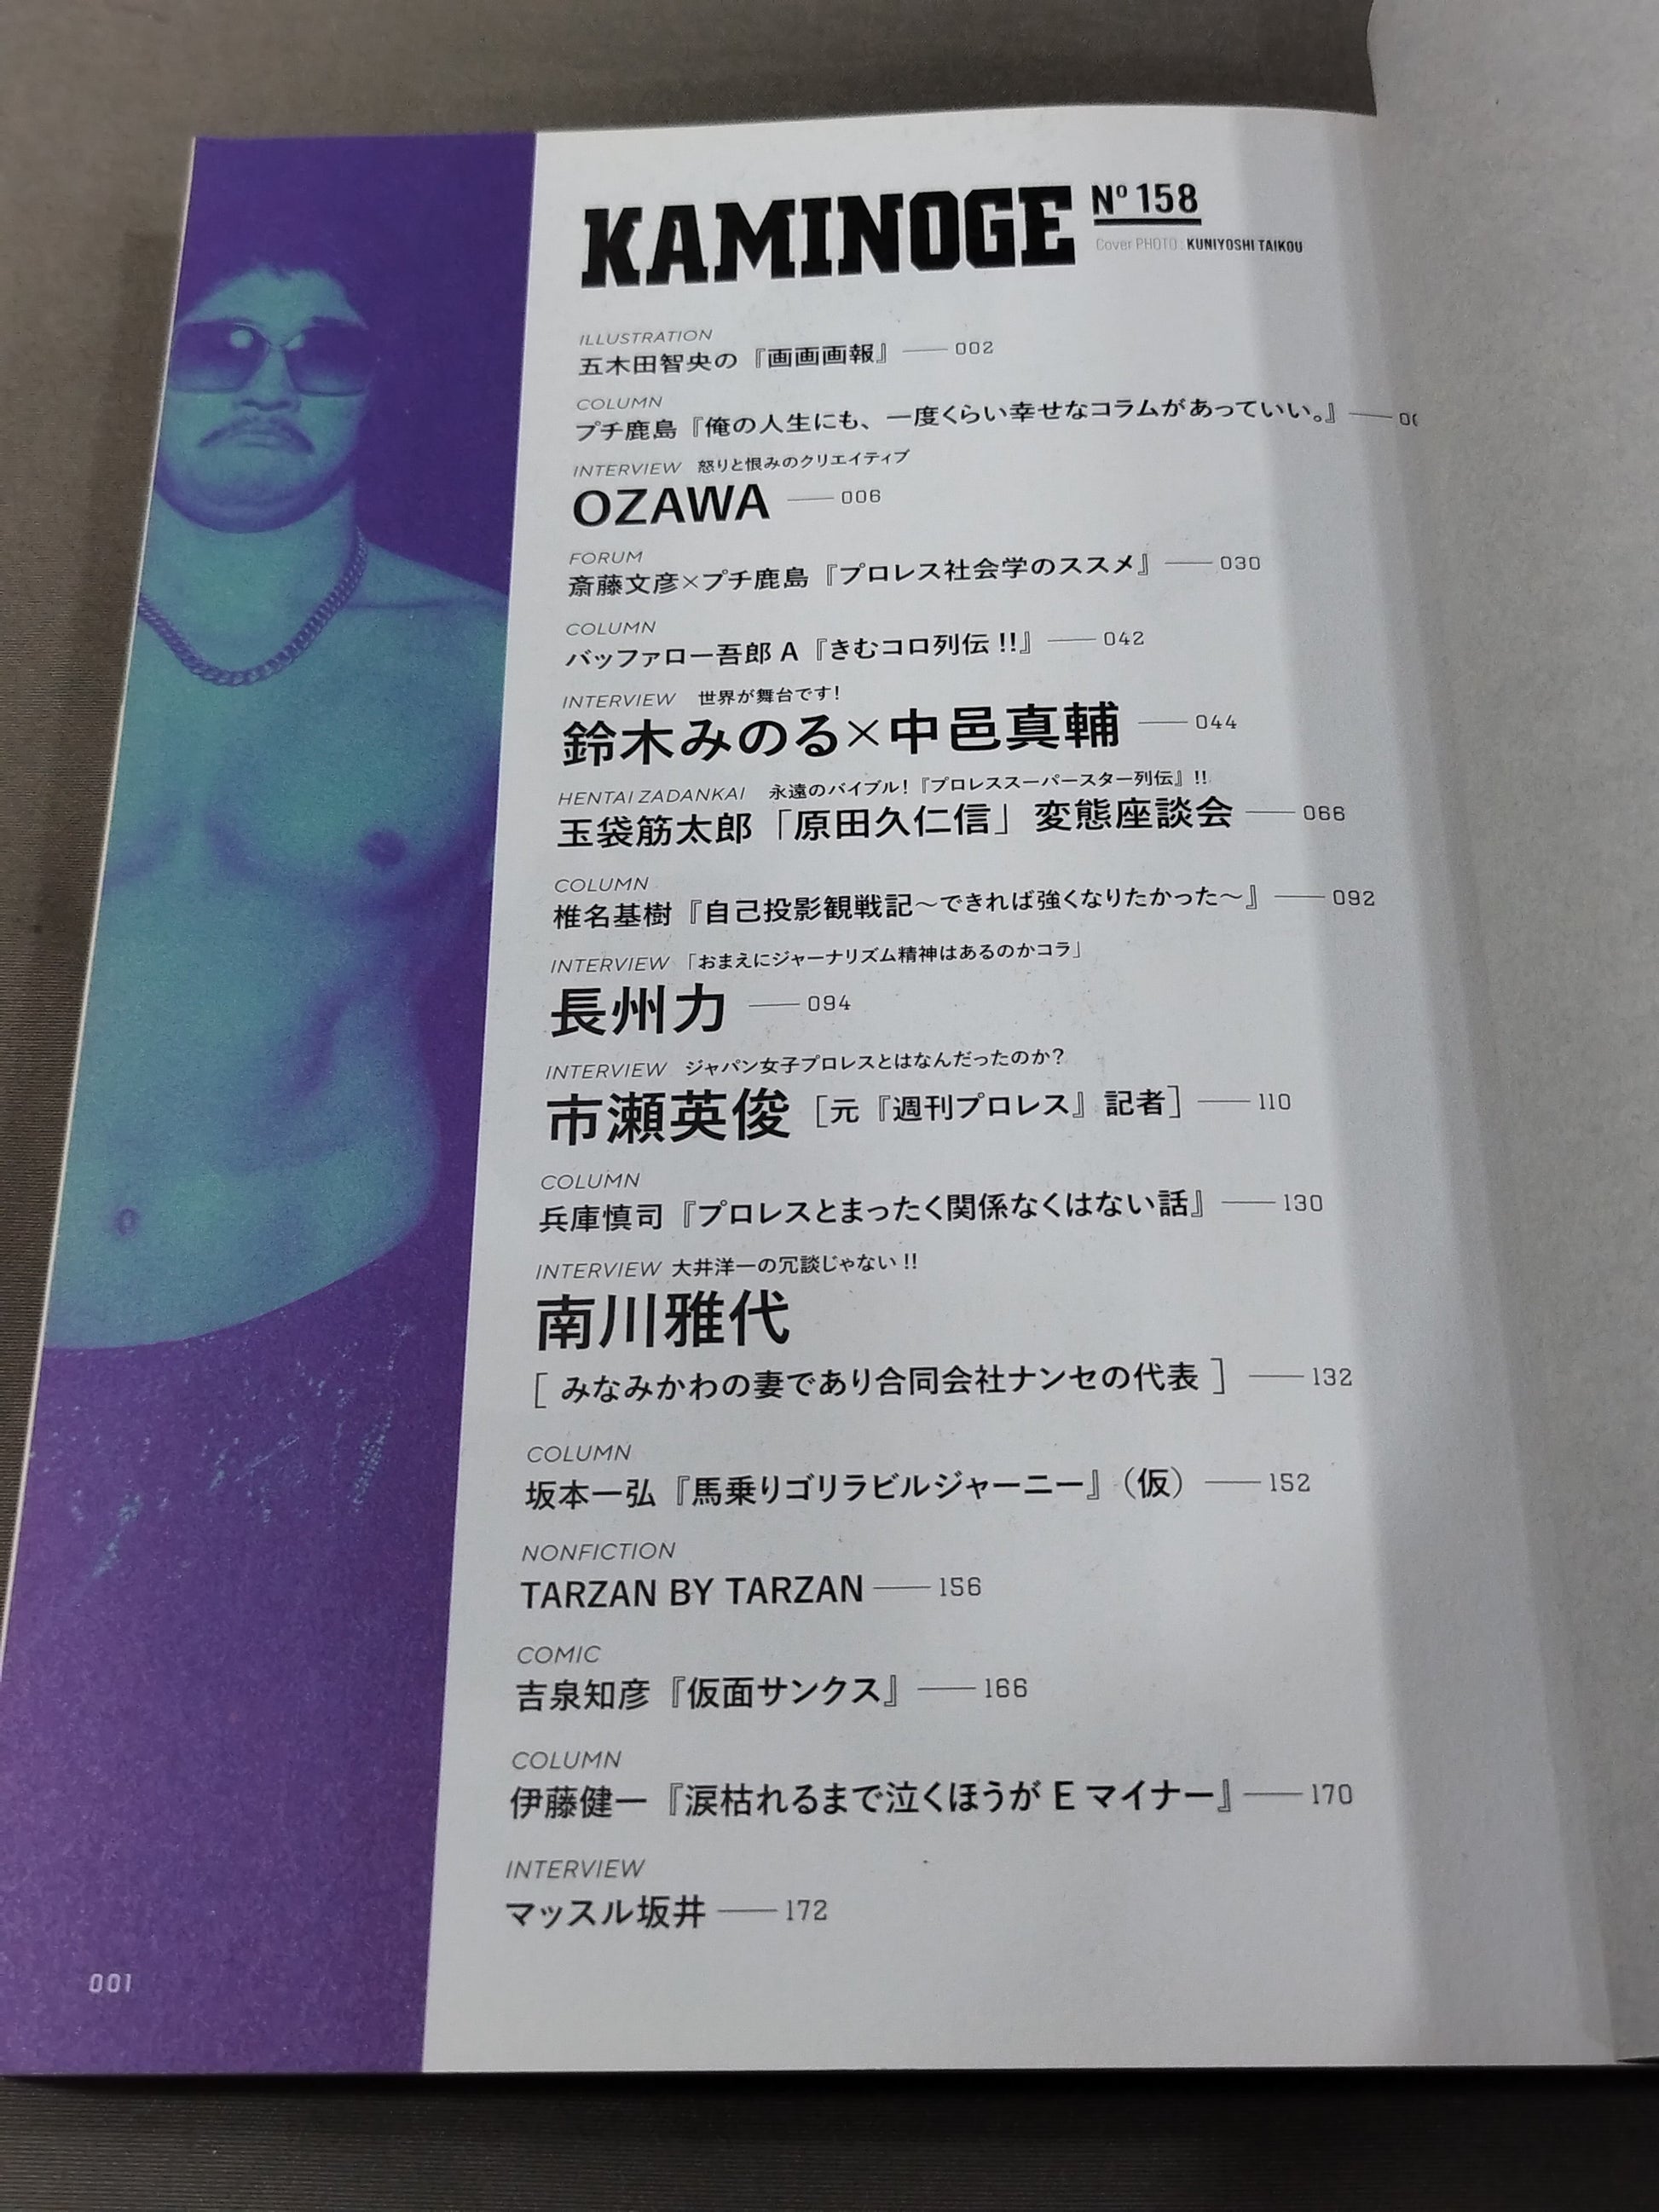 KAMINOGE Nº 158
Cover PHOTO : KUNIYOSHI TAIKOU
ILLUSTRATION
五木田智央の『画画画報』 002
COLUMN
プチ鹿島『俺の人生にも、一度くらい幸せなコラムがあっていい。』
INTERVIEW 怒りと恨みのクリエイティブ
OZAWA 006
FORUM
斎藤文彦×プチ鹿島『プロレス社会学のススメ』 030
COLUMN
バッファロー吾郎 A『きむコロ列伝!!』 042
INTERVIEW 世界が舞台です!
鈴木みのる×中邑真輔 044
HENTAI ZADANKAI 永遠のバイブル!『プロレススーパースター列伝』!!
玉袋筋太郎「原田久仁信」変態座談会 066
COLUMN
椎名基樹『自己投影観戦記〜できれば強くなりたかった〜』 092
INTERVIEW 「おまえにジャーナリズム精神はあるのかコラ」
長州力 094
INTERVIEW ジャパン女子プロレスとはなんだったのか?
市瀬英俊［元『週刊プロレス』記者］ 110
COLUMN
兵庫慎司『プロレスとまったく関係なくはない話』 130
INTERVIEW 大井洋一の冗談じゃない!!
南川雅代
［みなみかわの妻であり合同会社ナンセの代表］ 132
COLUMN
坂本一弘『馬乗りゴリラビルジャーニー』（仮） 152
NONFICTION
TARZAN BY TARZAN 156
COMIC
吉泉知彦『仮面サンクス』 166
COLUMN
伊藤健一『涙枯れるまで泣くほうが E マイナー』 170
INTERVIEW
マッスル坂井 172
001